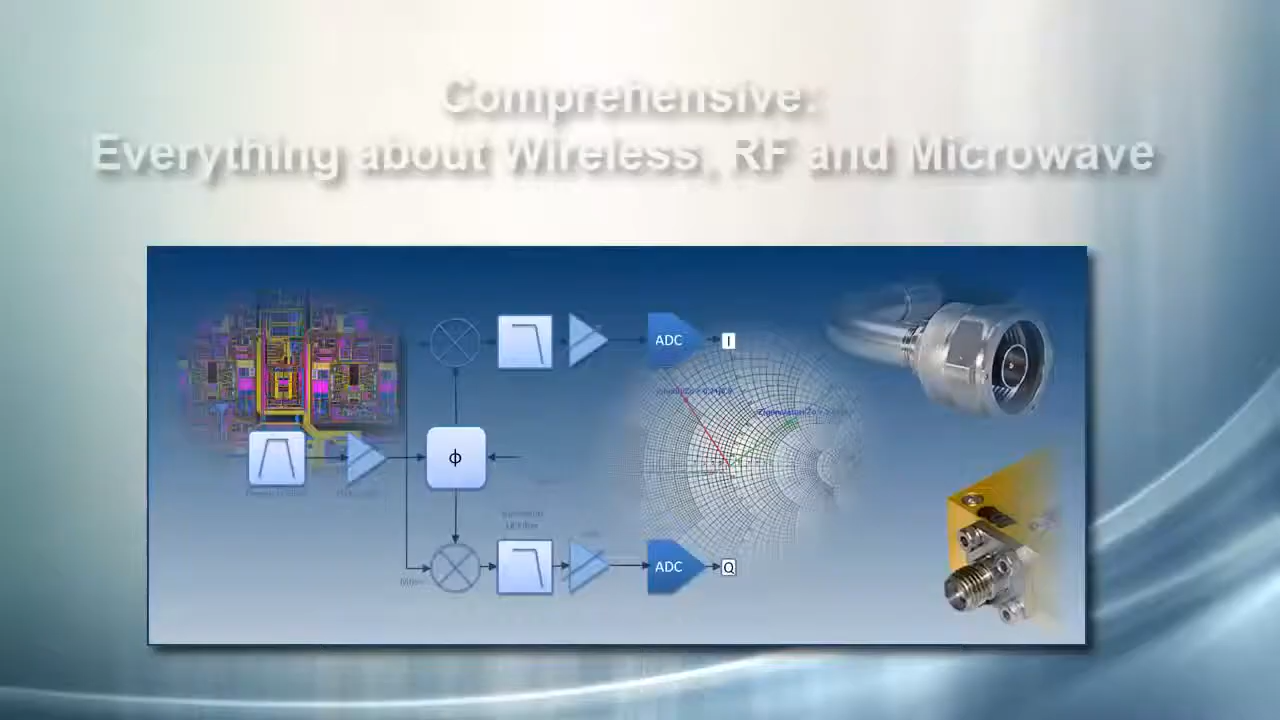 Comprehensive:
Everything about Wireless, RF and Microwave
ADC
I
ϕ
ADC
Q